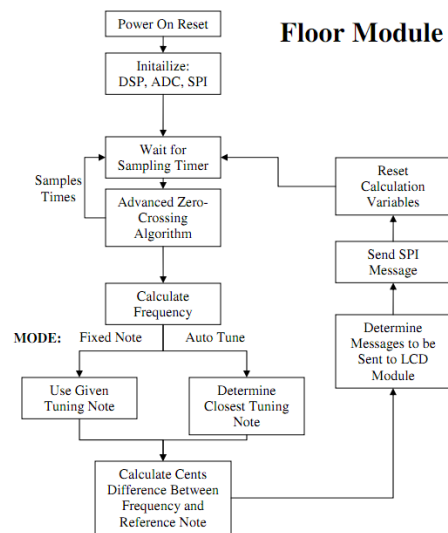 Floor Module
Power On Reset
Initailize:
DSP, ADC, SPI
Wait for
Sampling Timer
Samples
Times
Advanced Zero-
Crossing
Algorithm
Calculate
Frequency
MODE: Fixed Note Auto Tune
Use Given
Tuning Note
Determine
Closest Tuning
Note
Calculate Cents
Difference Between
Frequency and
Reference Note
Determine
Messages to be
Sent to LCD
Module
Send SPI
Message
Reset
Calculation
Variables